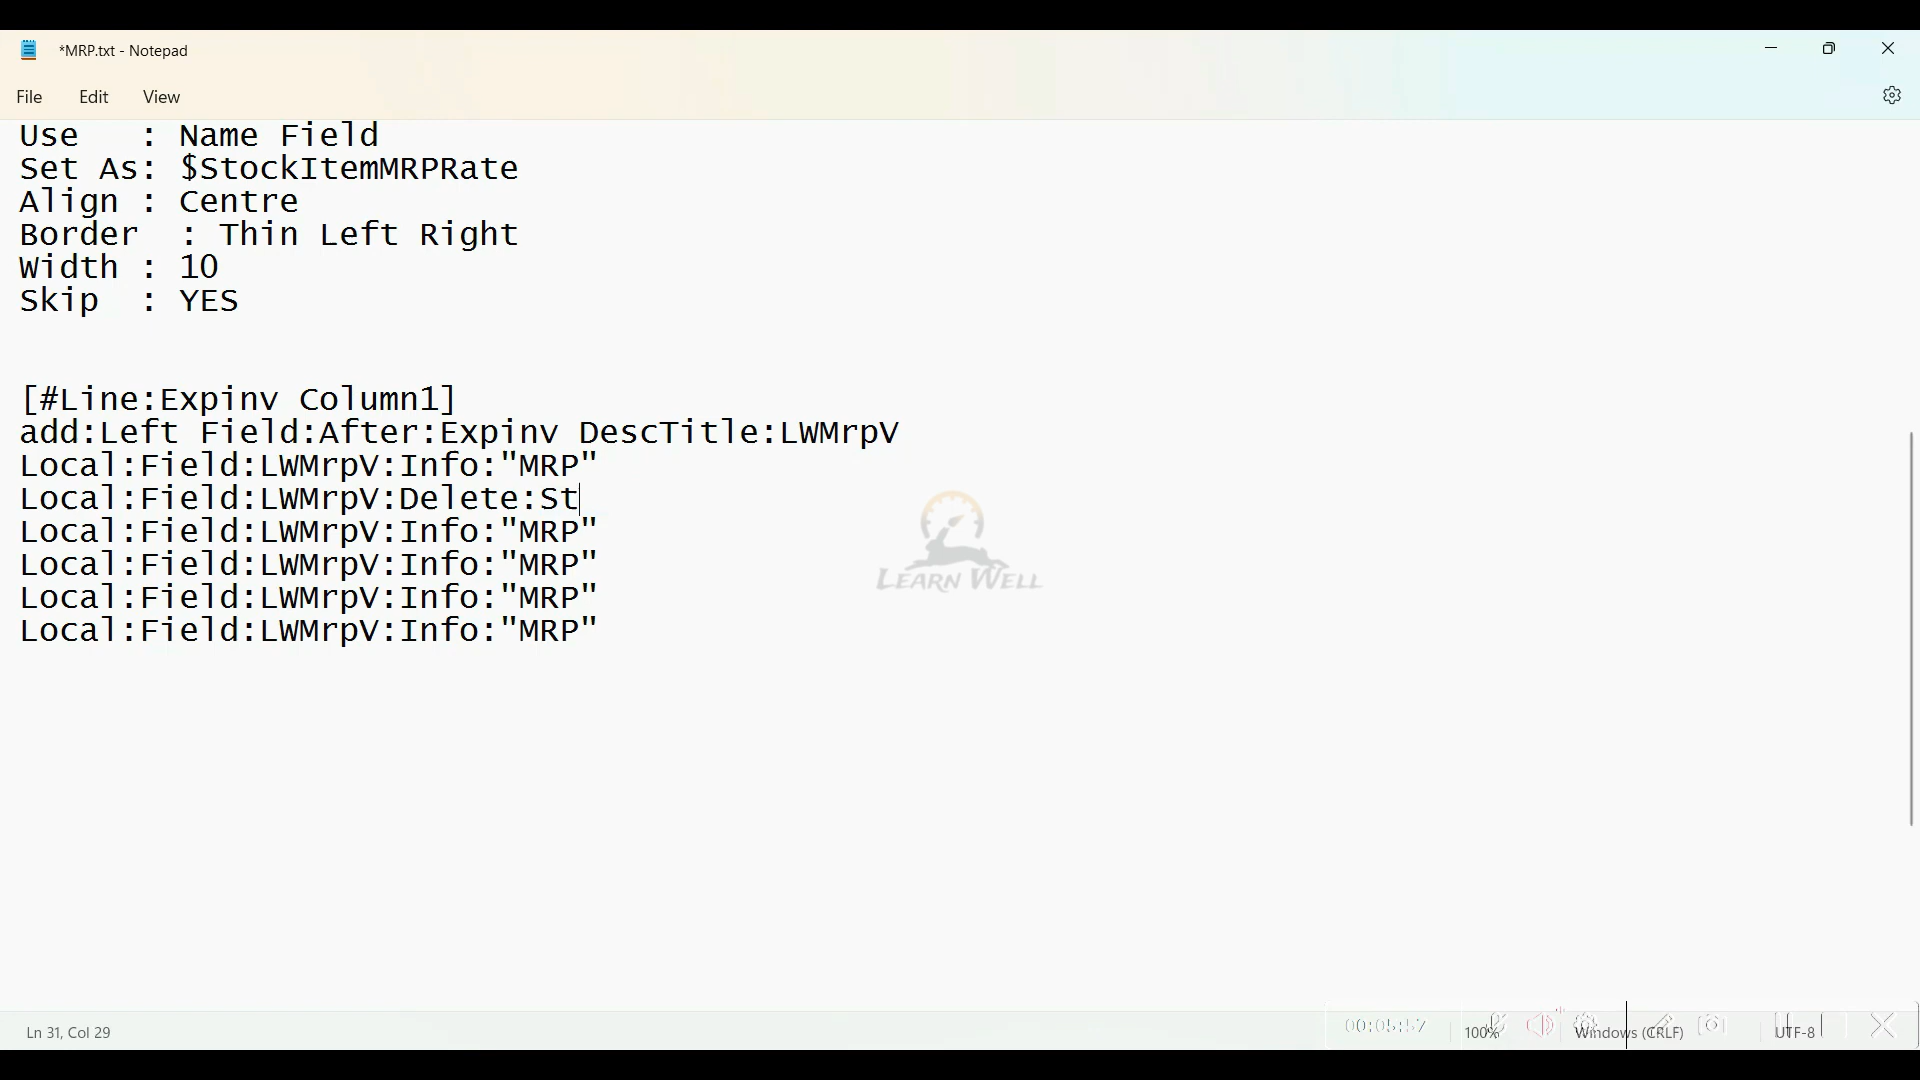 *MRP.txt - Notepad
File Edit View
Use   : Name Field
Set As: $StockItemMRPRate
Align : Centre
Border  : Thin Left Right
Width : 10
Skip  : YES
[#Line:Expinv Column1]
add:Left Field:After:Expinv DescTitle:LWMrpV
Local:Field:LWMrpV:Info:"MRP"
Local:Field:LWMrpV:Delete:St
Local:Field:LWMrpV:Info:"MRP"
Local:Field:LWMrpV:Info:"MRP"
Local:Field:LWMrpV:Info:"MRP"
Local:Field:LWMrpV:Info:"MRP"
LEARN WELL
Ln 31, Col 29
00:05:57
100%
Windows (CRLF)
UTF-8